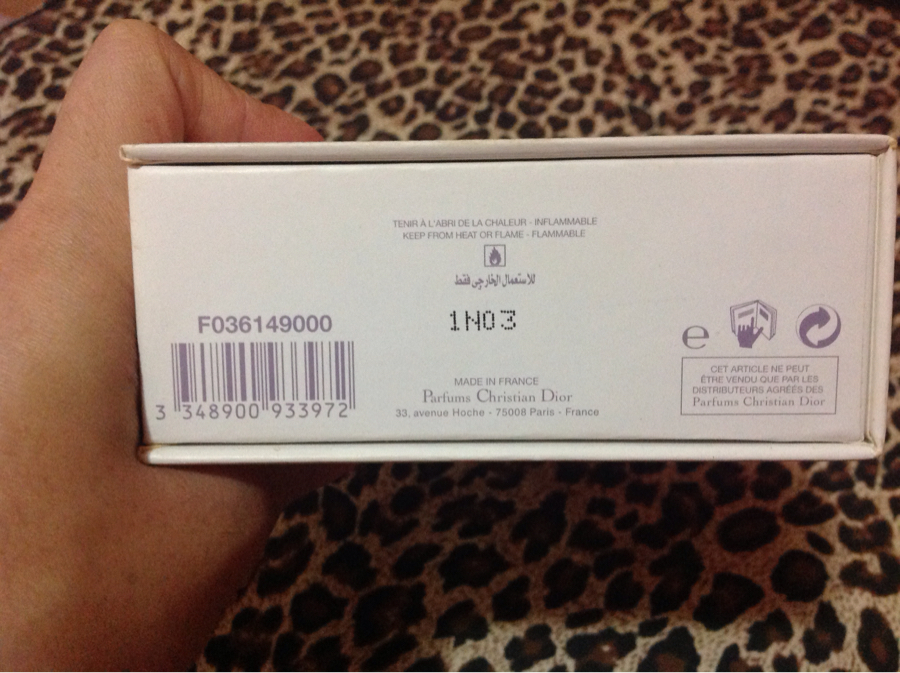 TENIR À L'ABRI DE LA CHALEUR - INFLAMMABLE
KEEP FROM HEAT OR FLAME - FLAMMABLE
للاستعمال الخارجي فقط
F036149000
1N03
3 348900 933972
MADE IN FRANCE
Parfums Christian Dior
33, avenue Hoche - 75008 Paris - France
e
CET ARTICLE NE PEUT
ÊTRE VENDU QUE PAR LES
DISTRIBUTEURS AGRÉÉS DES
Parfums Christian Dior